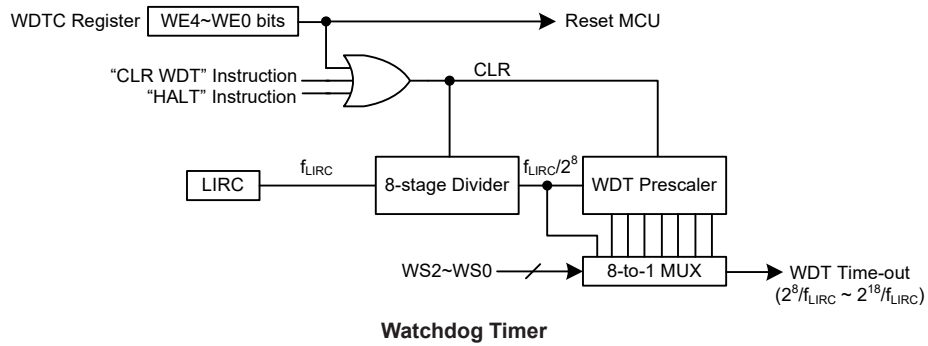 WDTC Register WE4~WE0 bits Reset MCU
“CLR WDT” Instruction
“HALT” Instruction
CLR
LIRC
fLIRC
8-stage Divider
fLIRC/2⁸
WDT Prescaler
WS2~WS0
8-to-1 MUX
WDT Time-out
(2⁸/fLIRC ~ 2¹⁸/fLIRC)
Watchdog Timer